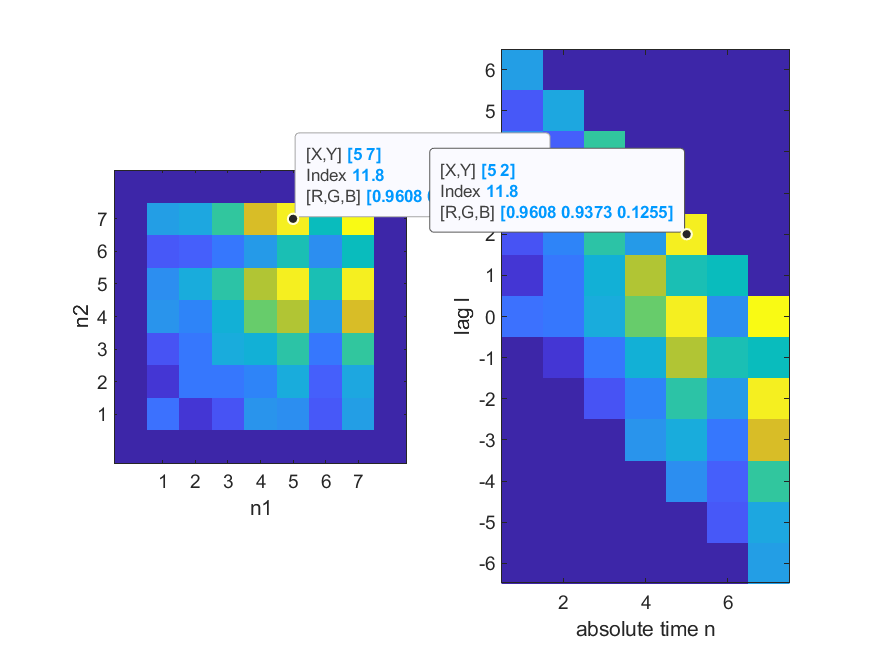 [X,Y] [5 7]
Index 11.8
[R,G,B] [0.9608
[X,Y] [5 2]
Index 11.8
[R,G,B] [0.9608 0.9373 0.1255]
7
6
5
4
3
2
1
n2
1 2 3 4 5 6 7
n1
6
5
2
1
0
-1
-2
-3
-4
-5
-6
lag l
2 4 6
absolute time n